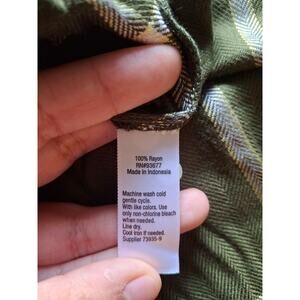 100% Rayon
RN#93677
Made in Indonesia
Machine wash cold
gentle cycle.
With like colors. Use
only non-chlorine bleach
when needed.
Line dry.
Cool iron if needed.
Supplier 73935-9